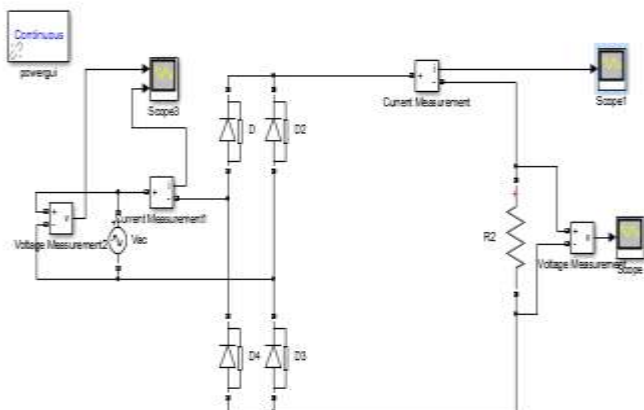 Continuous
powergui
Scope3
D
D2
Current Measurement
Scope1
Current Measurement1
Voltage Measurement2
Vac
R2
Voltage Measurement
Scope
D4
D3